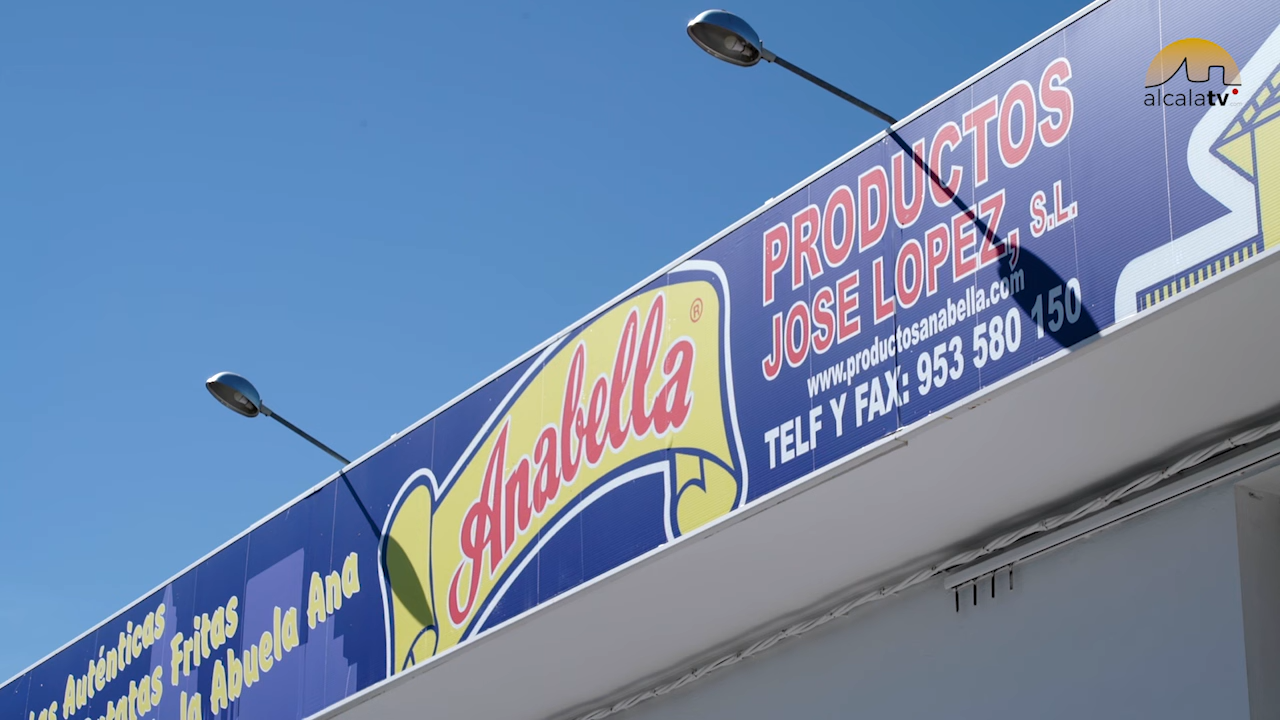 Las Auténticas
Patatas Fritas
la Abuela Ana
Anabella ®
PRODUCTOS
JOSE LOPEZ, S.L.
www.productosanabella.com
TELF Y FAX: 953 580 150
alcalatv